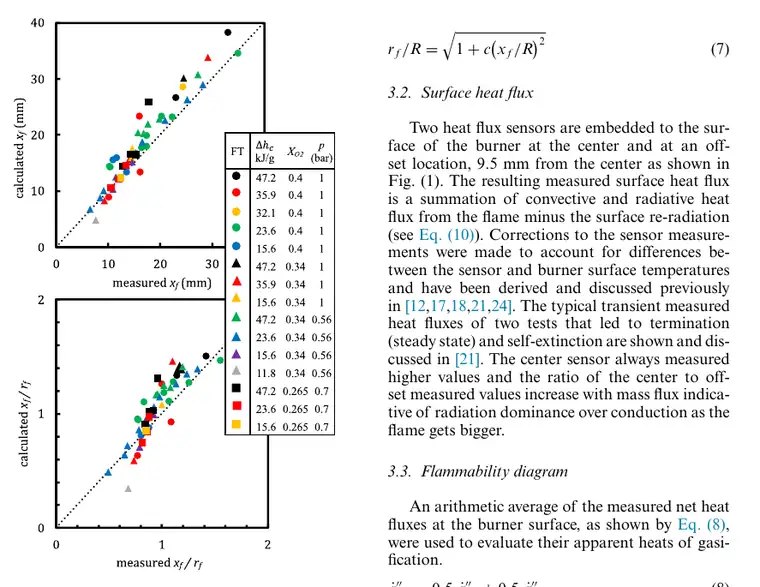 40
30
20
10
0
calculated xf (mm)
0 10 20 30
measured xf (mm)
FT Δhc kJ/g XO2 p (bar)
47.2 0.4 1
35.9 0.4 1
32.1 0.4 1
23.6 0.4 1
15.6 0.4 1
47.2 0.34 1
35.9 0.34 1
15.6 0.34 1
47.2 0.34 0.56
23.6 0.34 0.56
15.6 0.34 0.56
11.8 0.34 0.56
47.2 0.265 0.7
23.6 0.265 0.7
15.6 0.265 0.7
2
1
0
calculated xf / rf
0 1 2
measured xf / rf
rf/R = √1 + c(xf/R)² (7)
3.2. Surface heat flux
Two heat flux sensors are embedded to the sur-
face of the burner at the center and at an off-
set location, 9.5 mm from the center as shown in
Fig. (1). The resulting measured surface heat flux
is a summation of convective and radiative heat
flux from the flame minus the surface re-radiation
(see Eq. (10)). Corrections to the sensor measure-
ments were made to account for differences be-
tween the sensor and burner surface temperatures
and have been derived and discussed previously
in [12,17,18,21,24]. The typical transient measured
heat fluxes of two tests that led to termination
(steady state) and self-extinction are shown and dis-
cussed in [21]. The center sensor always measured
higher values and the ratio of the center to off-
set measured values increase with mass flux indica-
tive of radiation dominance over conduction as the
flame gets bigger.
3.3. Flammability diagram
An arithmetic average of the measured net heat
fluxes at the burner surface, as shown by Eq. (8),
were used to evaluate their apparent heats of gasi-
fication.